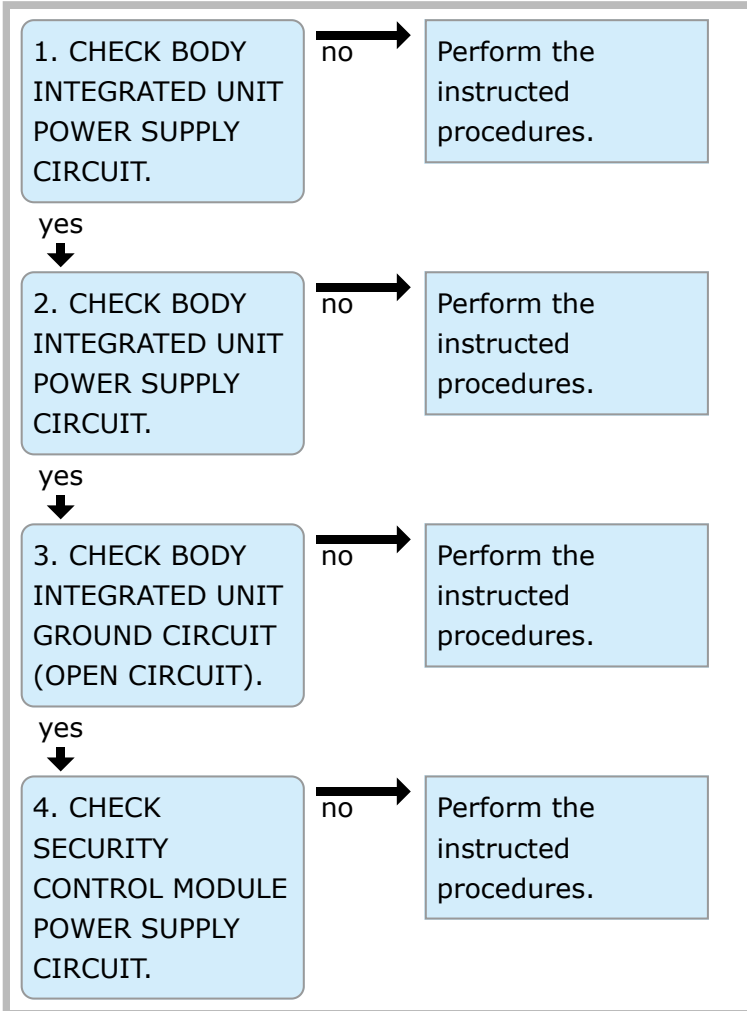 1. CHECK BODY
INTEGRATED UNIT
POWER SUPPLY
CIRCUIT.
no
Perform the
instructed
procedures.
yes
2. CHECK BODY
INTEGRATED UNIT
POWER SUPPLY
CIRCUIT.
no
Perform the
instructed
procedures.
yes
3. CHECK BODY
INTEGRATED UNIT
GROUND CIRCUIT
(OPEN CIRCUIT).
no
Perform the
instructed
procedures.
yes
4. CHECK
SECURITY
CONTROL MODULE
POWER SUPPLY
CIRCUIT.
no
Perform the
instructed
procedures.